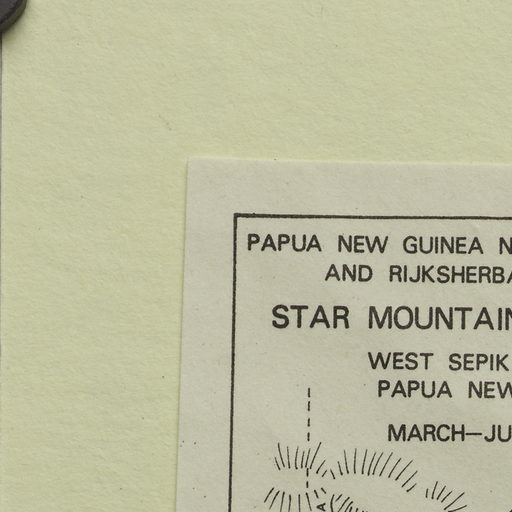 PAPUA NEW GUINEA N
AND RIJKSHERBA
STAR MOUNTAIN
WEST SEPIK
PAPUA NEW
MARCH—JU